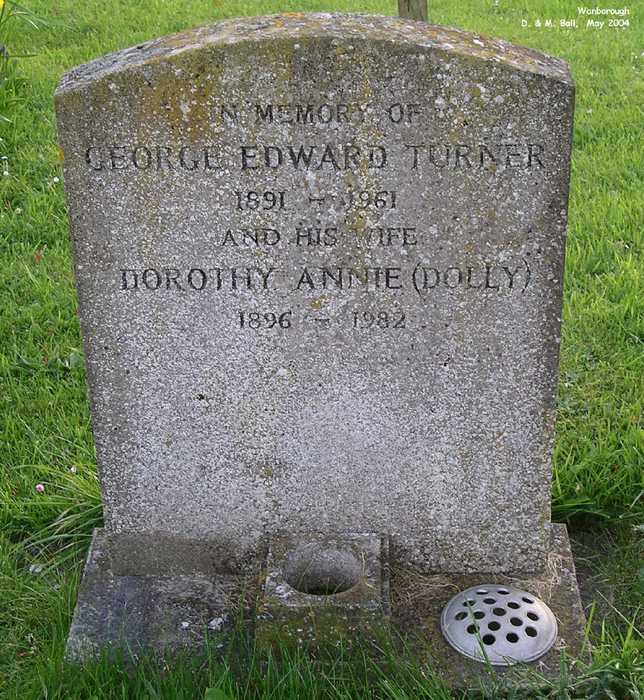 Wanborough
D. & M. Ball, May 2004
IN MEMORY OF
GEORGE EDWARD TURNER
1891 - 1961
AND HIS WIFE
DOROTHY ANNIE (DOLLY)
1896 - 1982